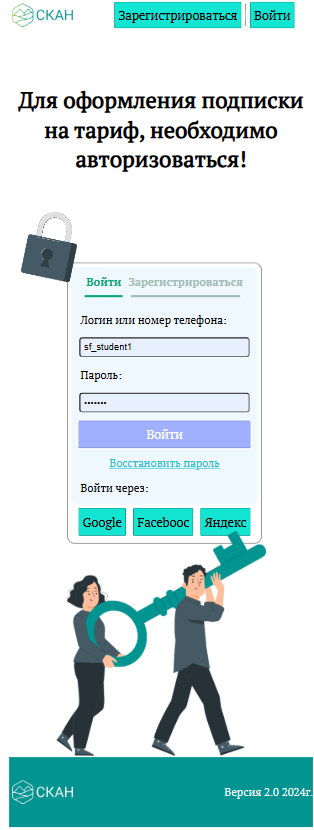 СКАН
Зарегистрироваться
Войти
Для оформления подписки
на тариф, необходимо
авторизоваться!
Войти Зарегистрироваться
Логин или номер телефона:
sf_student1
Пароль:
•••••••
Войти
Восстановить пароль
Войти через:
Google Facebooc Яндекс
СКАН
Версия 2.0 2024г.